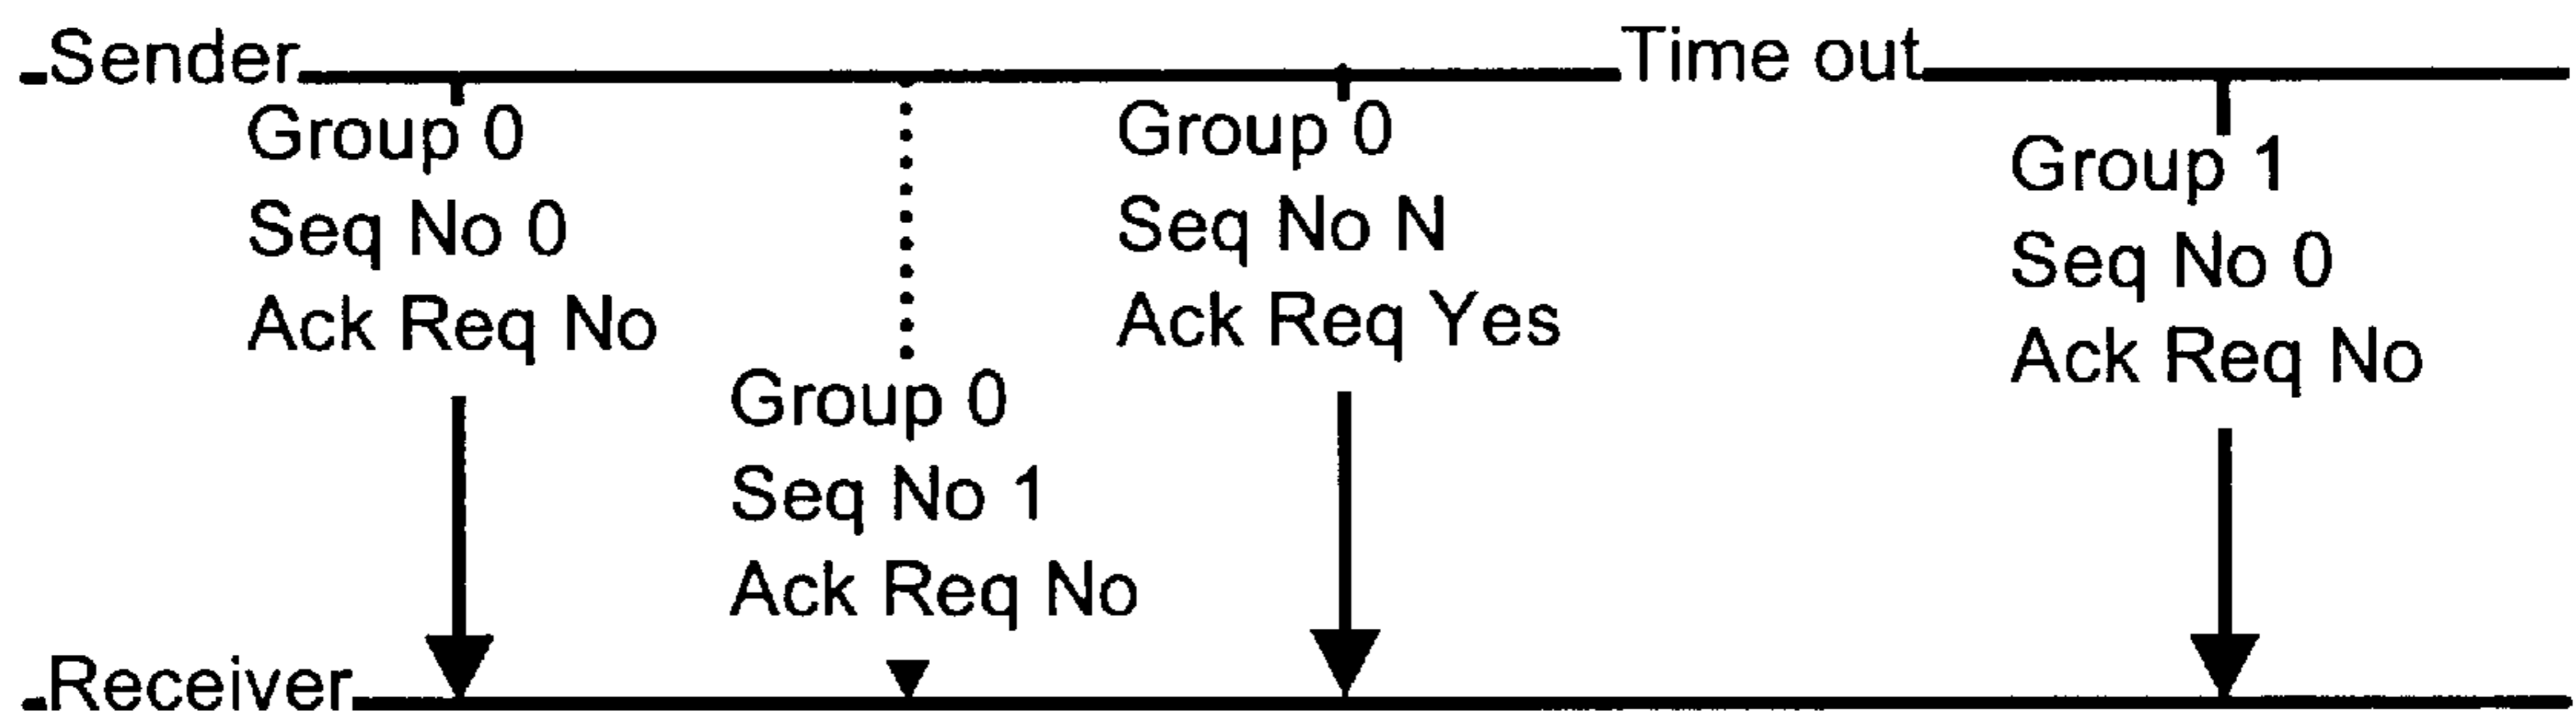 Sender
Time out
Group 0
Seq No 0
Ack Req No
Group 0
Seq No 1
Ack Req No
Group 0
Seq No N
Ack Req Yes
Group 1
Seq No 0
Ack Req No
Receiver